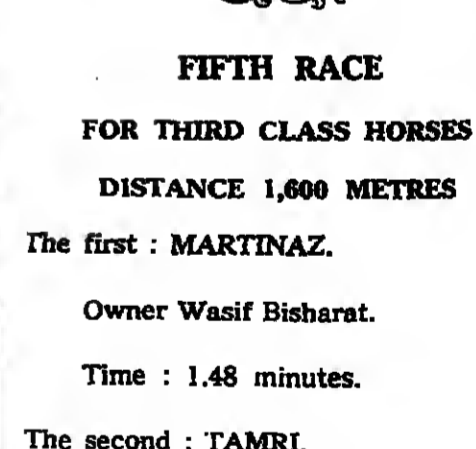 FIFTH RACE
FOR THIRD CLASS HORSES
DISTANCE 1,600 METRES
The first : MARTINAZ.
Owner Wasif Bisharat.
Time : 1.48 minutes.
The second : TAMRI.